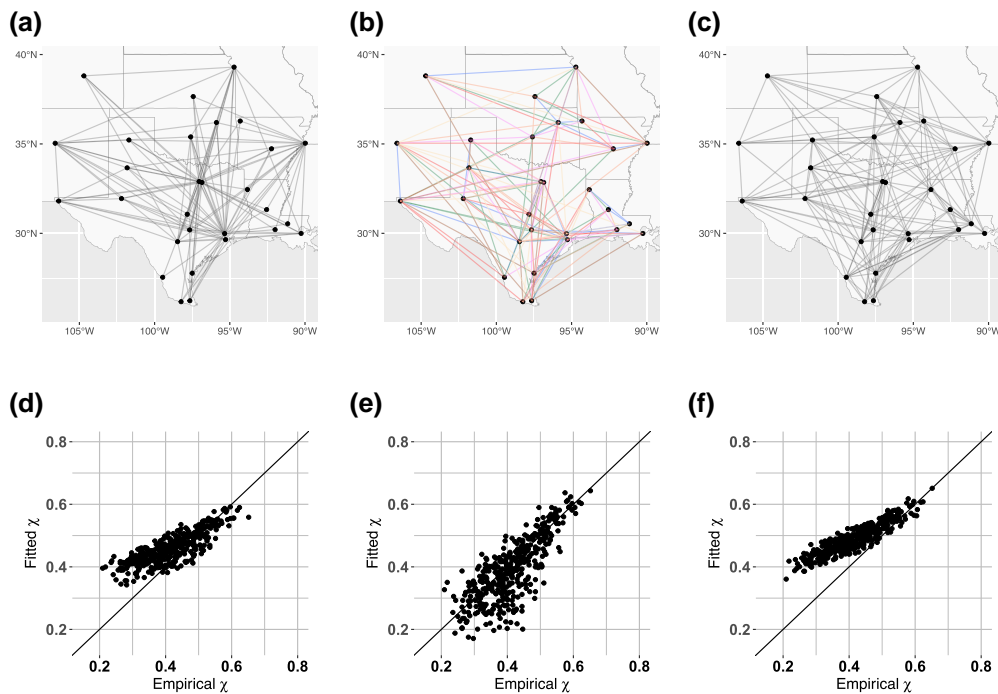 (a)
(b)
(c)
40°N
35°N
30°N
105°W 100°W 95°W 90°W
40°N
35°N
30°N
105°W 100°W 95°W 90°W
40°N
35°N
30°N
105°W 100°W 95°W 90°W
(d)
(e)
(f)
0.8
0.6
0.4
0.2
Fitted χ
0.2 0.4 0.6 0.8
Empirical χ
0.8
0.6
0.4
0.2
Fitted χ
0.2 0.4 0.6 0.8
Empirical χ
0.8
0.6
0.4
0.2
Fitted χ
0.2 0.4 0.6 0.8
Empirical χ